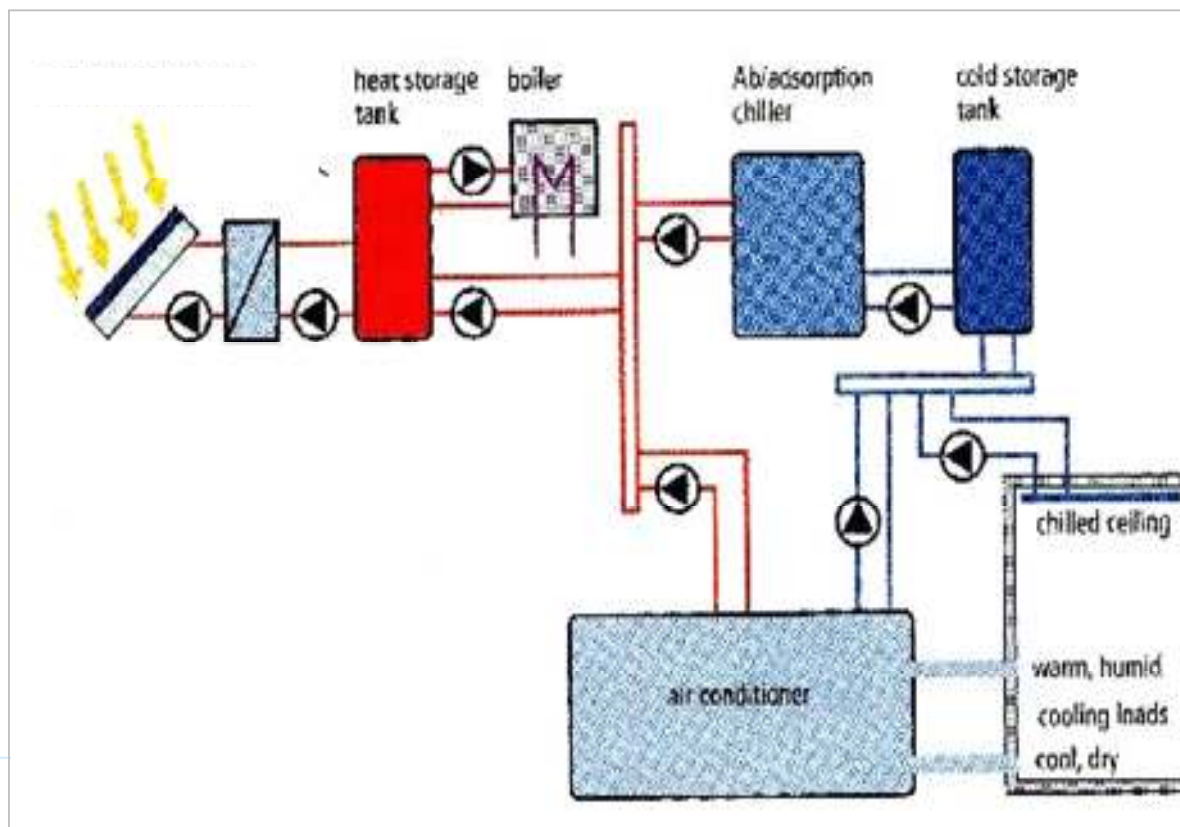 heat storage
tank
boiler
Ab/adsorption
chiller
cold storage
tank
chilled ceiling
air conditioner
warm, humid
cooling loads
cool, dry